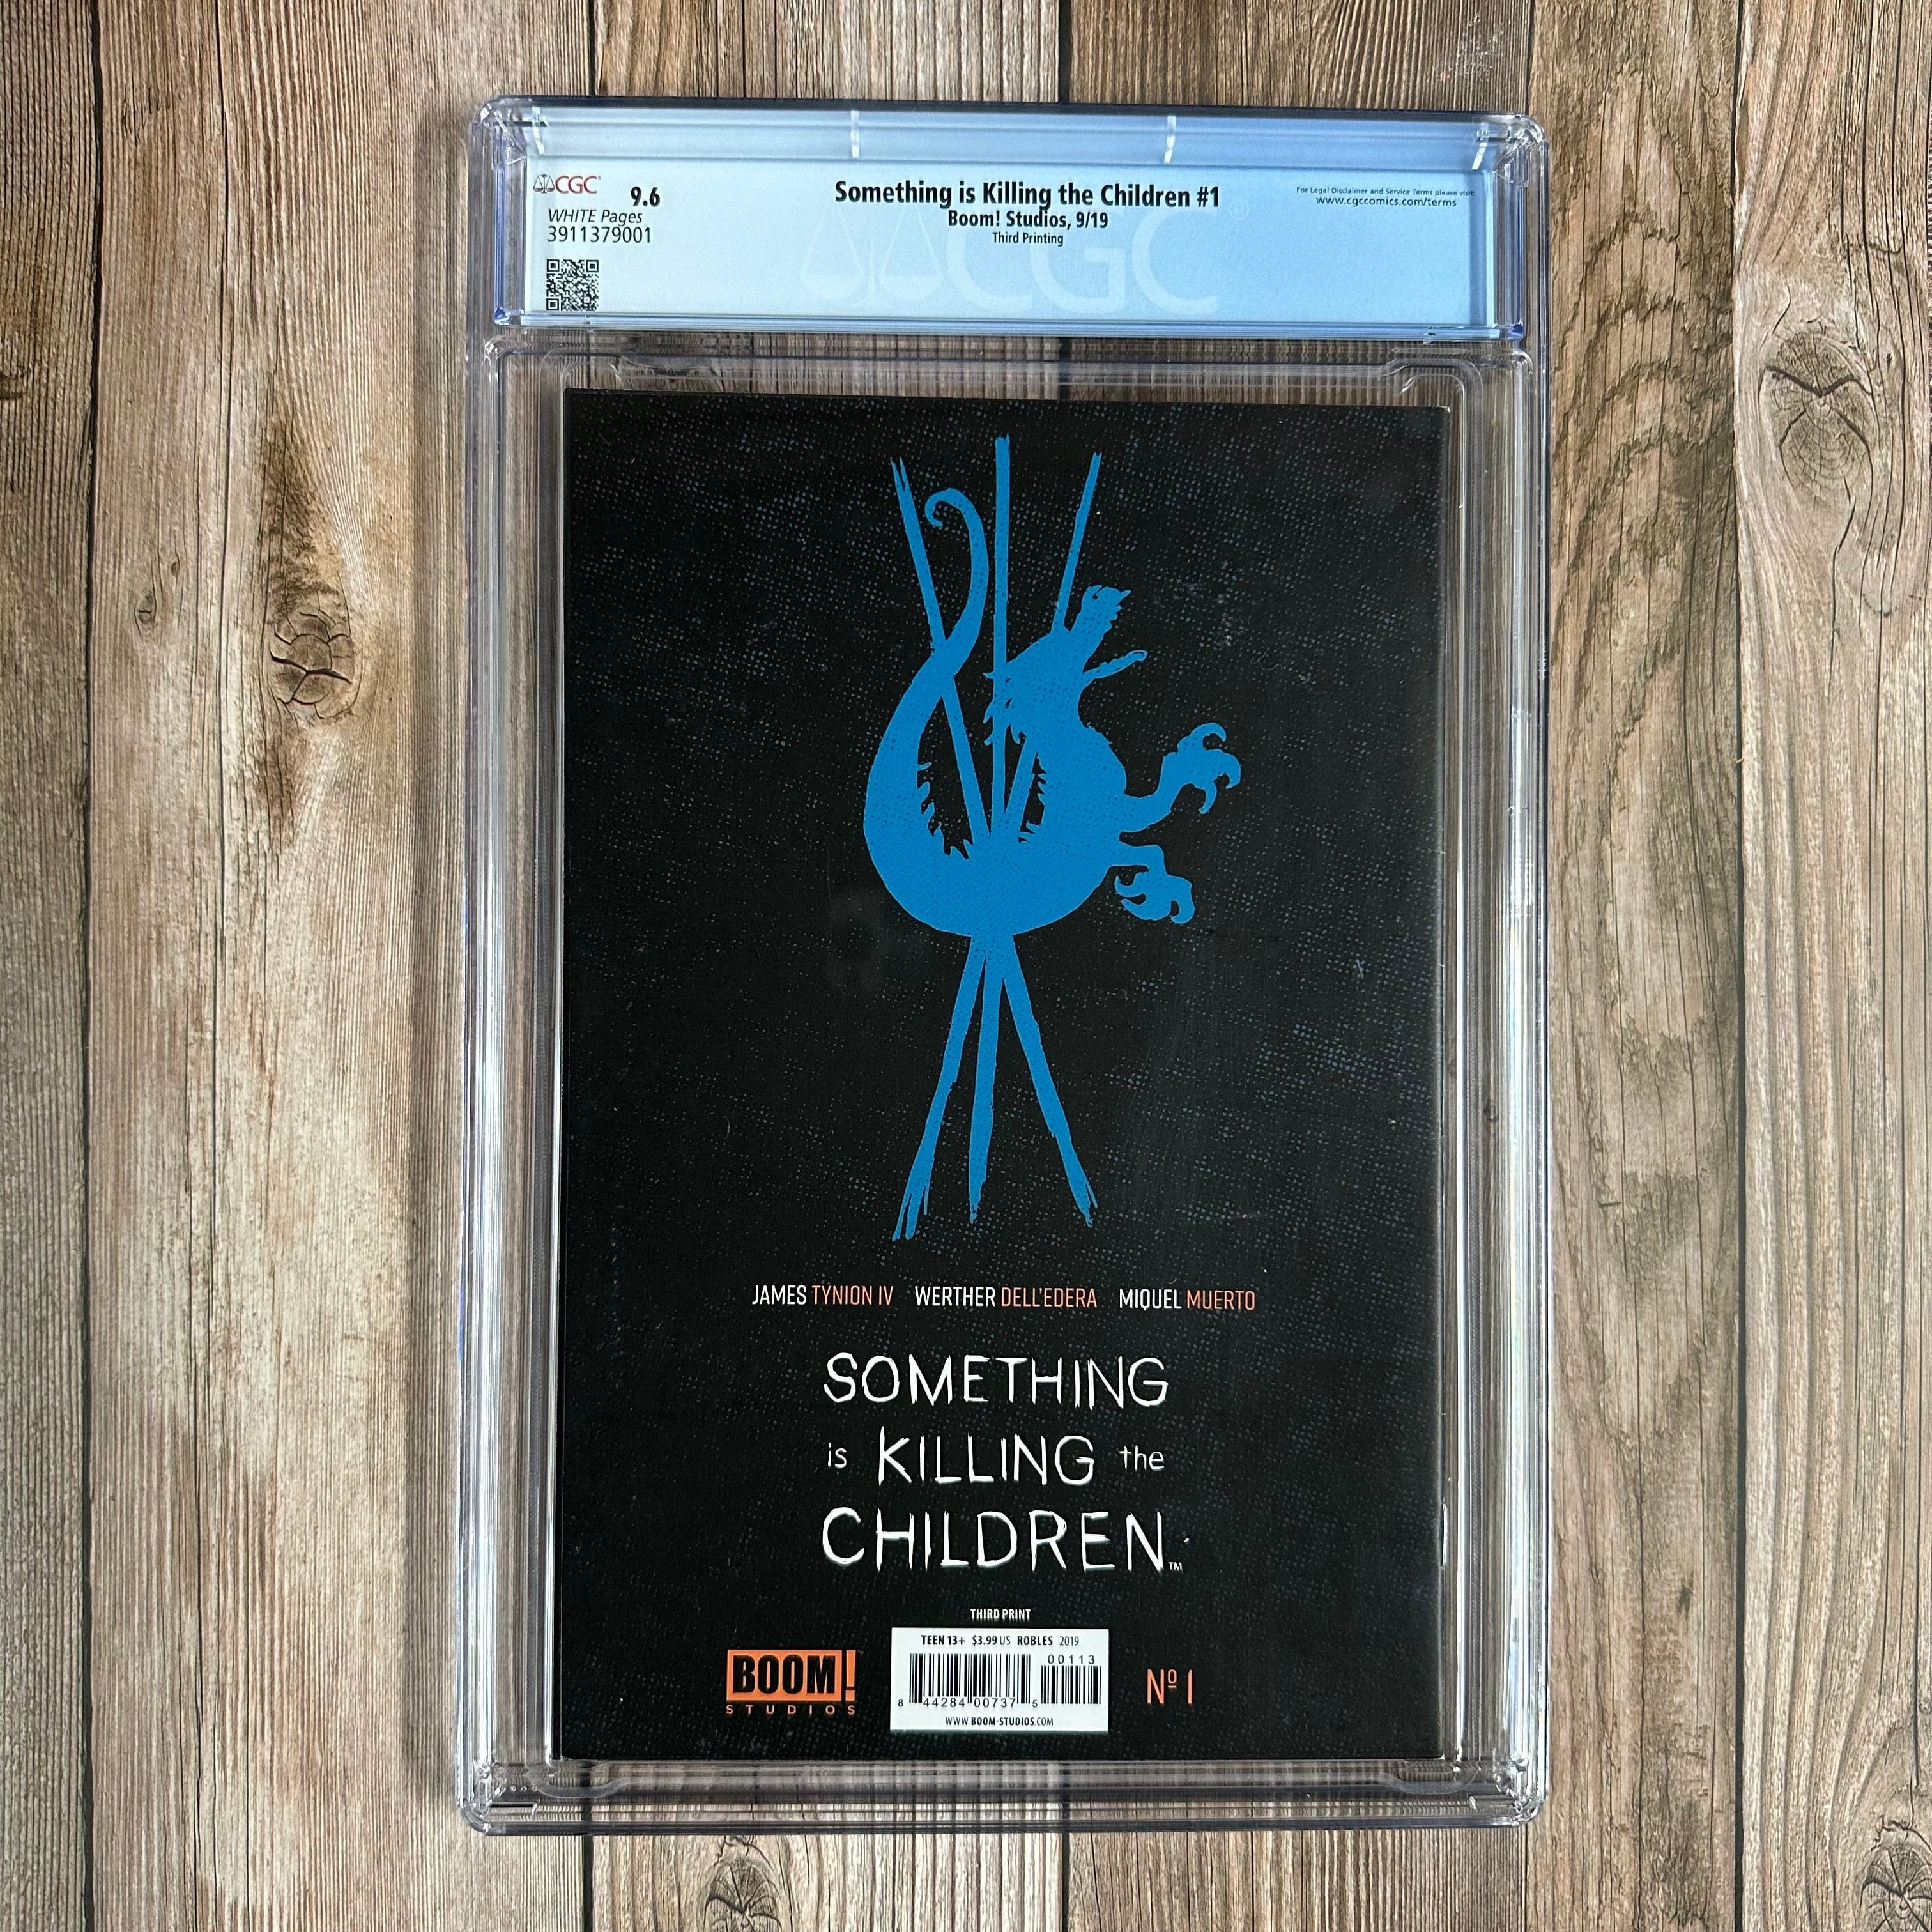 CGC 9.6
WHITE Pages
3911379001
Something is Killing the Children #1
Boom! Studios, 9/19
Third Printing
For Legal Disclaimer and Service Terms please visit:
www.cgccomics.com/terms
CGC®
JAMES TYNION IV WERTHER DELL'EDERA MIQUEL MUERTO
SOMETHING
is KILLING the
CHILDREN™
THIRD PRINT
BOOM!
STUDIOS
TEEN 13+ $3.99 US ROBLES 2019
00113
8 44284 00737 5
WWW.BOOM-STUDIOS.COM
Nº 1